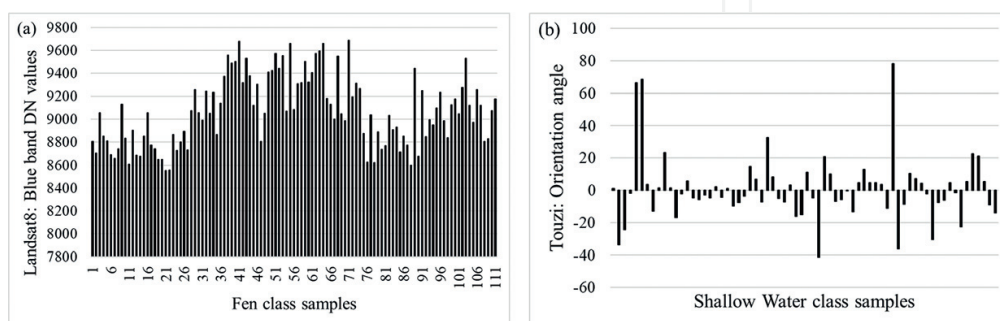 (a)
Landsat8: Blue band DN values
9800
9600
9400
9200
9000
8800
8600
8400
8200
8000
7800
1 6 11 16 21 26 31 36 41 46 51 56 61 66 71 76 81 86 91 96 101 106 111
Fen class samples
(b)
Touzi: Orientation angle
100
80
60
40
20
0
-20
-40
-60
Shallow Water class samples